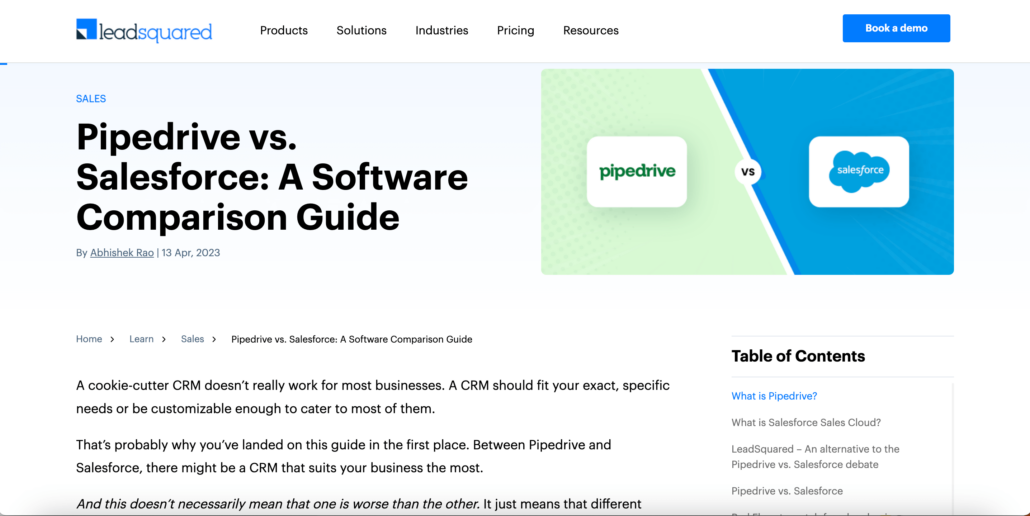 leadsquared
Products Solutions Industries Pricing Resources
Book a demo
SALES
Pipedrive vs.
Salesforce: A Software
Comparison Guide
By Abhishek Rao | 13 Apr, 2023
pipedrive
vs
salesforce
Home > Learn > Sales > Pipedrive vs. Salesforce: A Software Comparison Guide
A cookie-cutter CRM doesn’t really work for most businesses. A CRM should fit your exact, specific
needs or be customizable enough to cater to most of them.
That’s probably why you’ve landed on this guide in the first place. Between Pipedrive and
Salesforce, there might be a CRM that suits your business the most.
And this doesn’t necessarily mean that one is worse than the other. It just means that different
Table of Contents
What is Pipedrive?
What is Salesforce Sales Cloud?
LeadSquared – An alternative to the
Pipedrive vs. Salesforce debate
Pipedrive vs. Salesforce